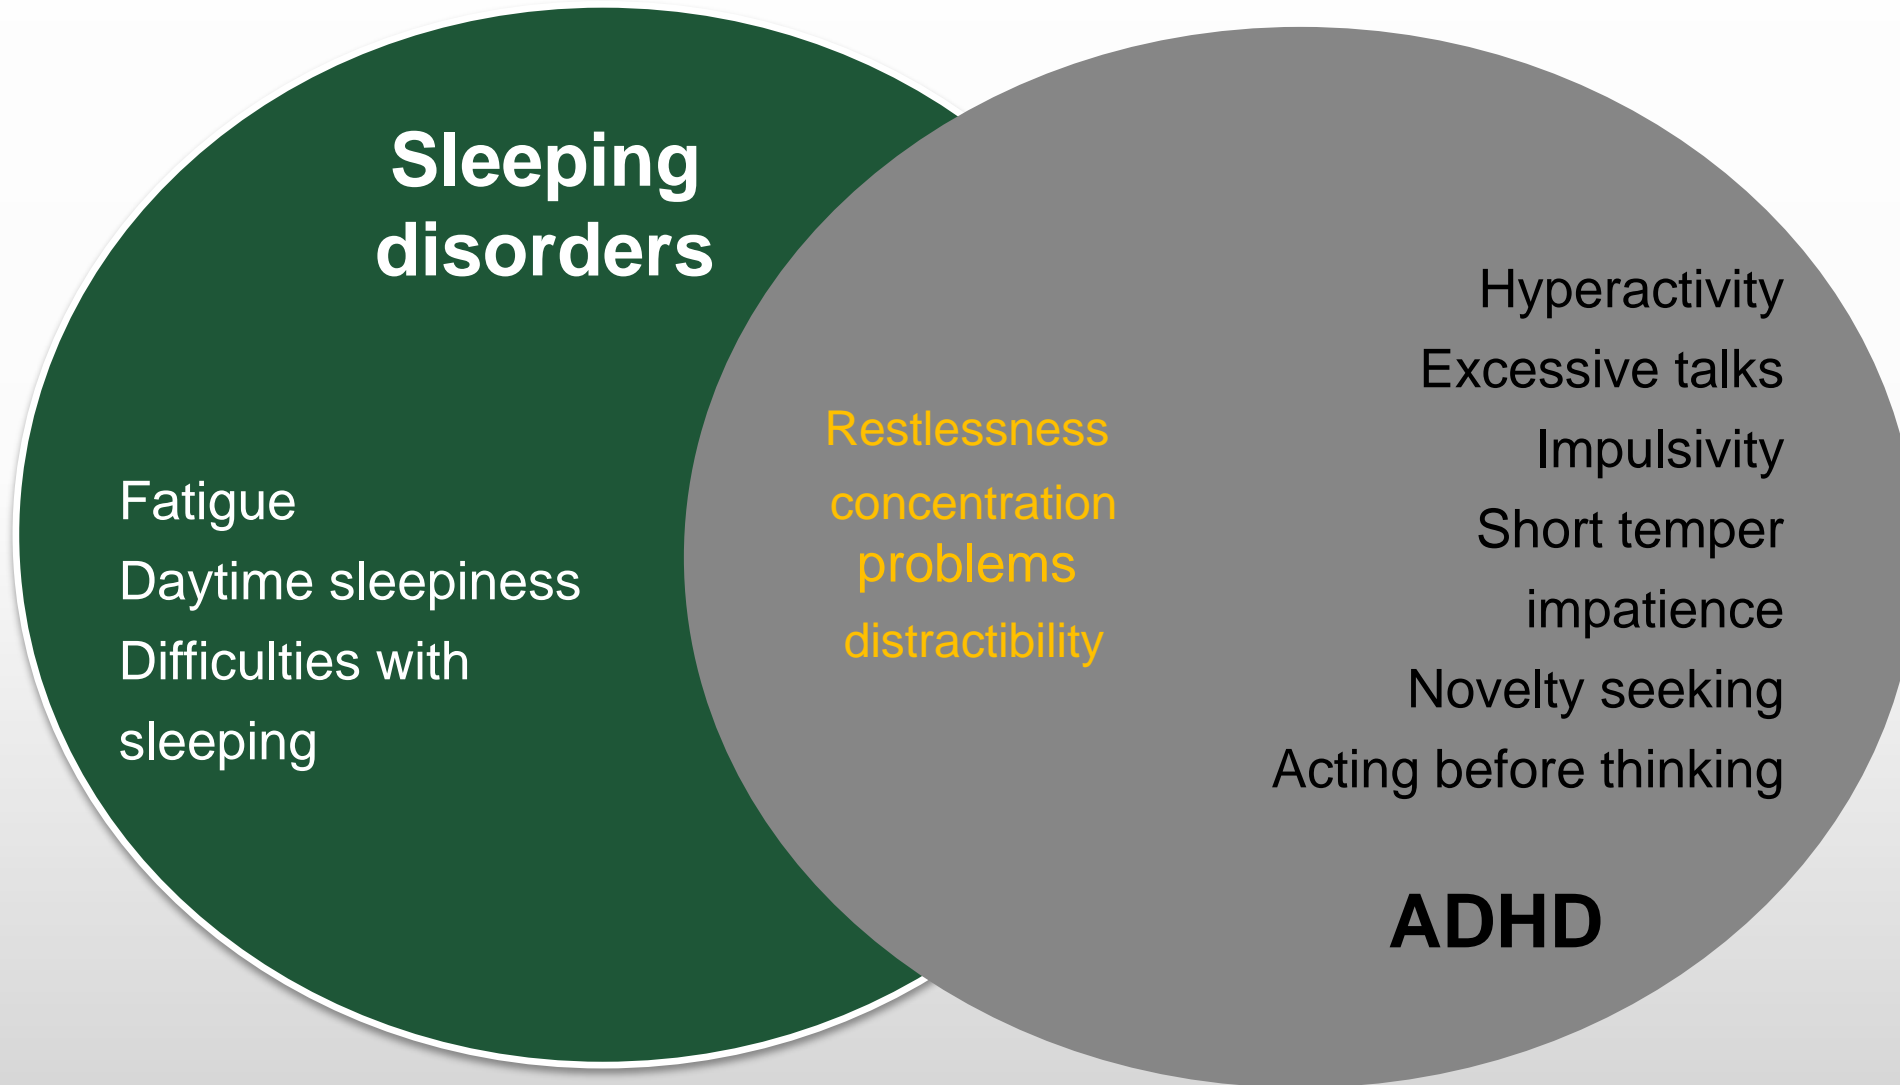 Sleeping
disorders
Fatigue
Daytime sleepiness
Difficulties with
sleeping
Restlessness
concentration
problems
distractibility
Hyperactivity
Excessive talks
Impulsivity
Short temper
impatience
Novelty seeking
Acting before thinking
ADHD